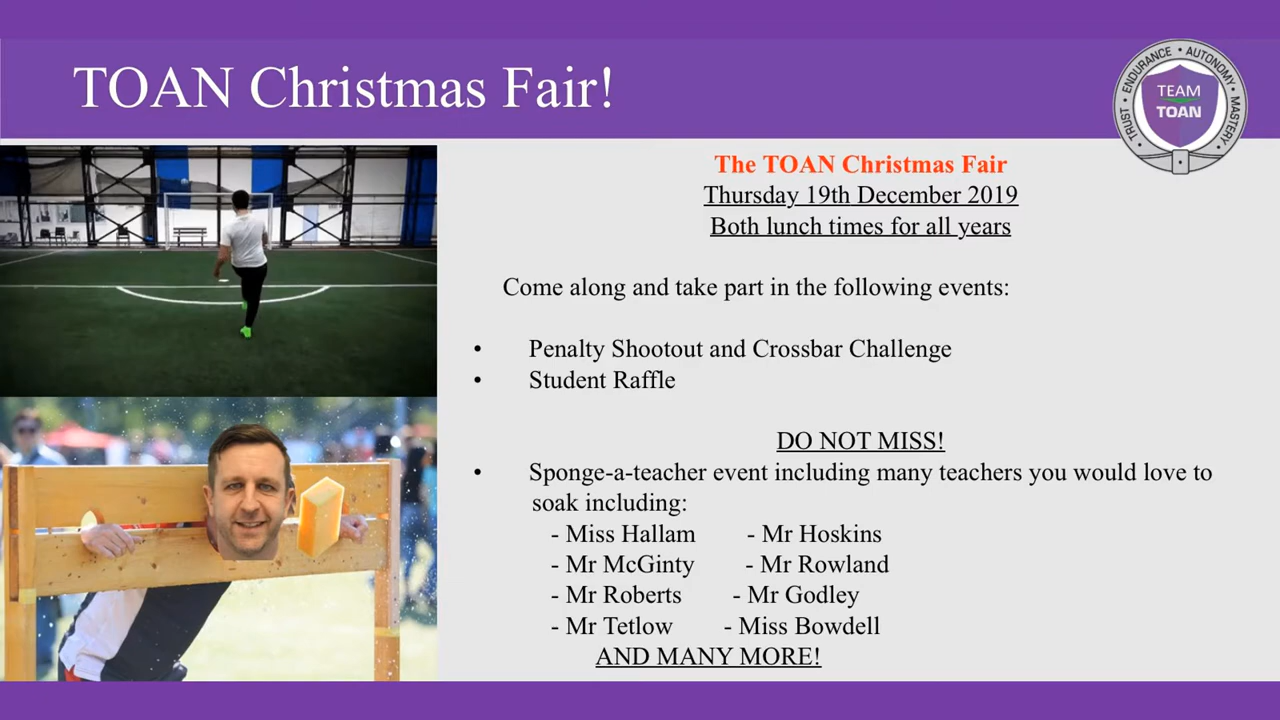 TOAN Christmas Fair!
TRUST • ENDURANCE • AUTONOMY • MASTERY
TEAM
TOAN
The TOAN Christmas Fair
Thursday 19th December 2019
Both lunch times for all years
Come along and take part in the following events:
• Penalty Shootout and Crossbar Challenge
• Student Raffle
DO NOT MISS!
• Sponge-a-teacher event including many teachers you would love to
soak including:
- Miss Hallam - Mr Hoskins
- Mr McGinty - Mr Rowland
- Mr Roberts - Mr Godley
- Mr Tetlow - Miss Bowdell
AND MANY MORE!